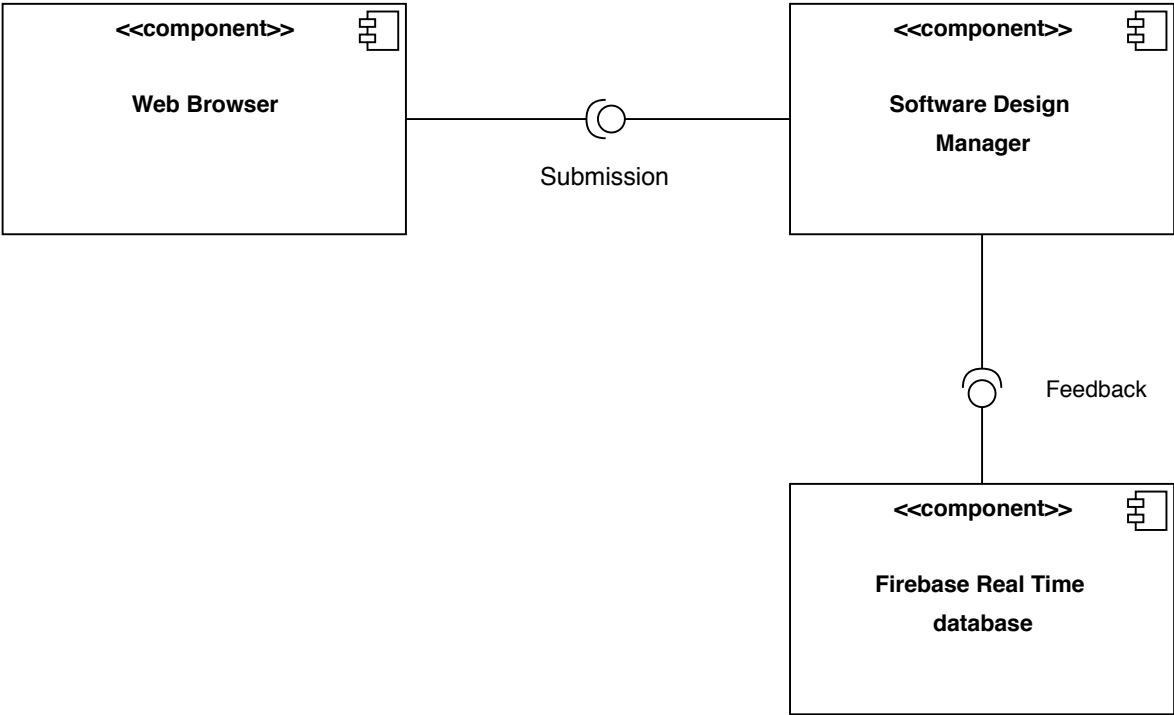 <<component>>
Web Browser
<<component>>
Software Design
Manager
Submission
Feedback
<<component>>
Firebase Real Time
database